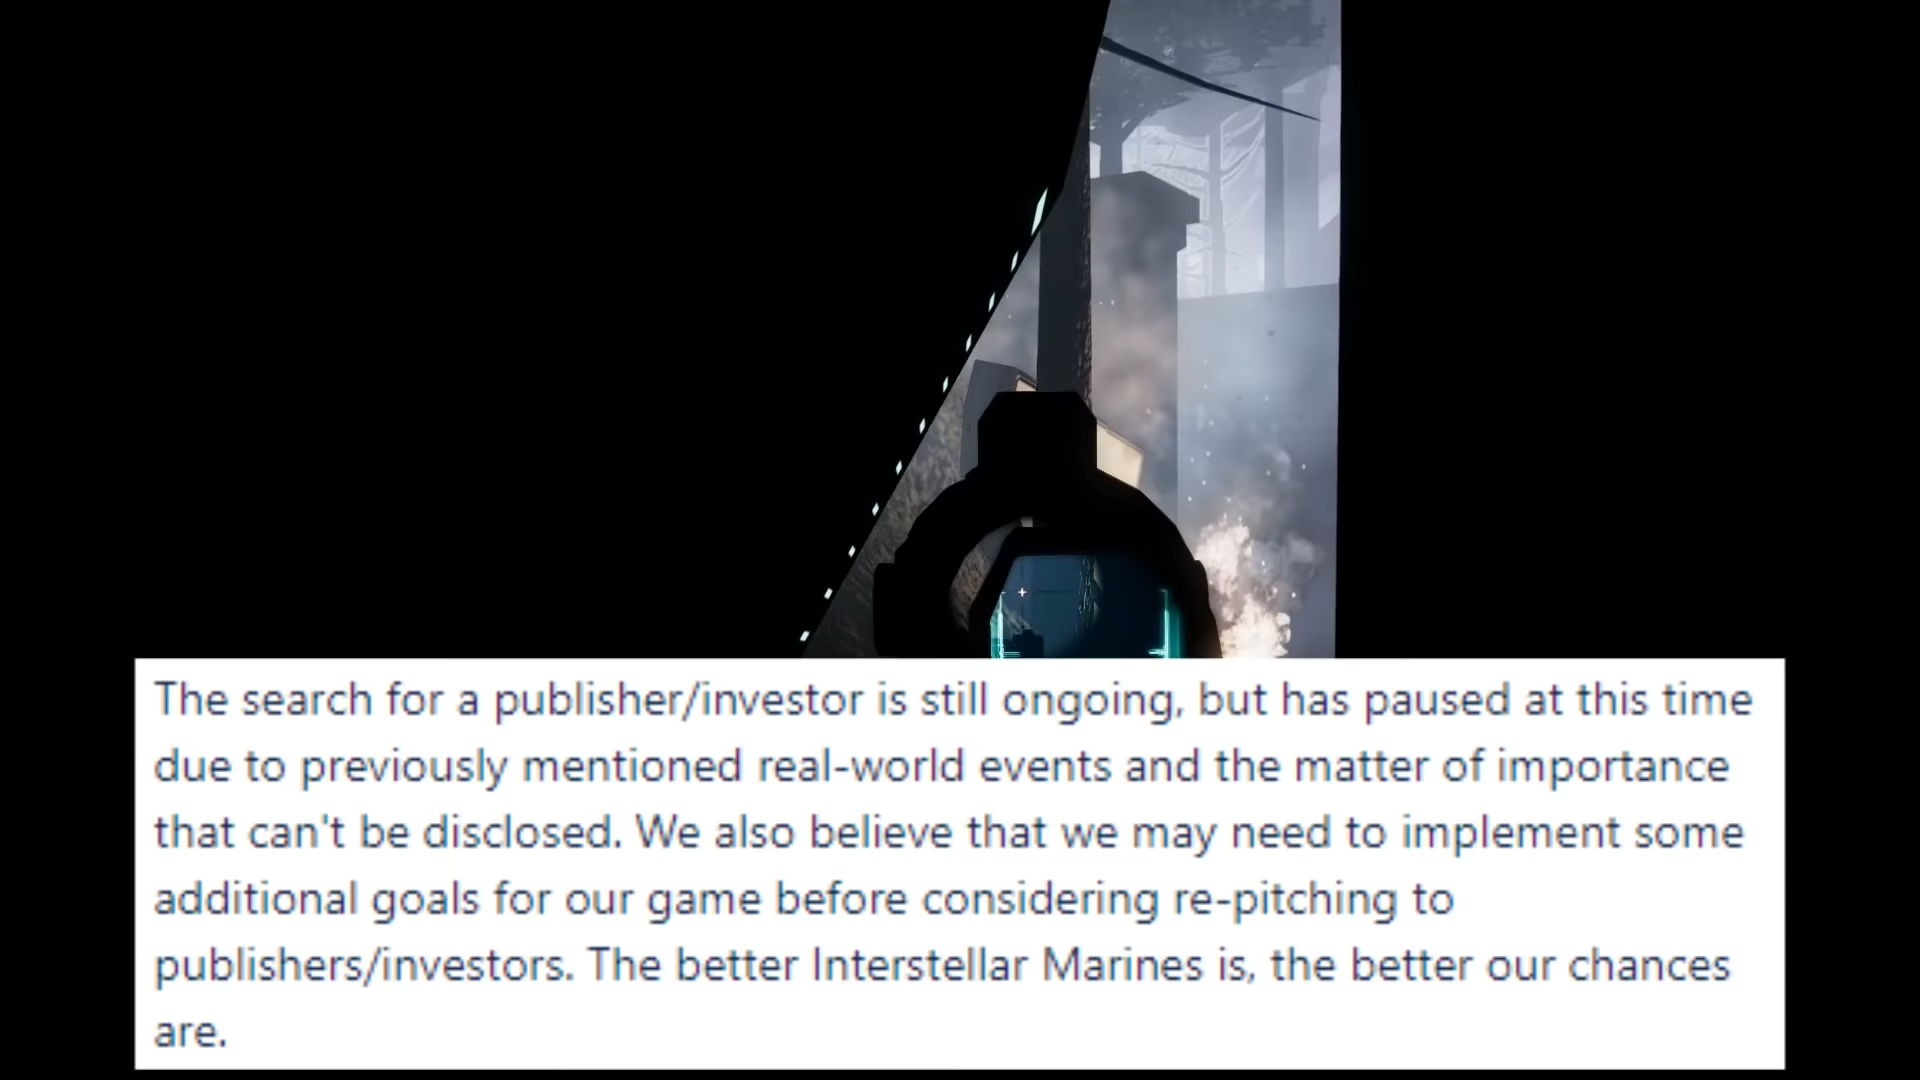 The search for a publisher/investor is still ongoing, but has paused at this time
due to previously mentioned real-world events and the matter of importance
that can't be disclosed. We also believe that we may need to implement some
additional goals for our game before considering re-pitching to
publishers/investors. The better Interstellar Marines is, the better our chances
are.